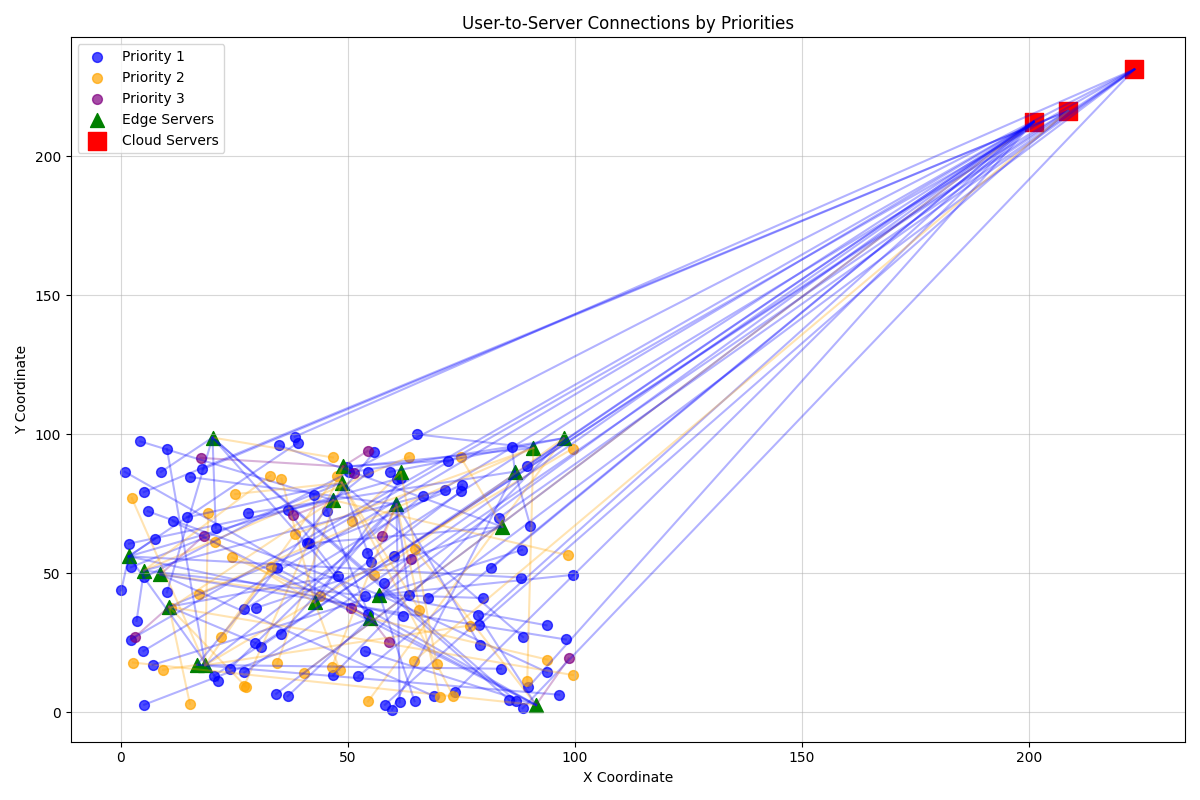 User-to-Server Connections by Priorities
Priority 1
Priority 2
Priority 3
Edge Servers
Cloud Servers
Y Coordinate
200
150
100
50
0
0
50
100
150
200
X Coordinate